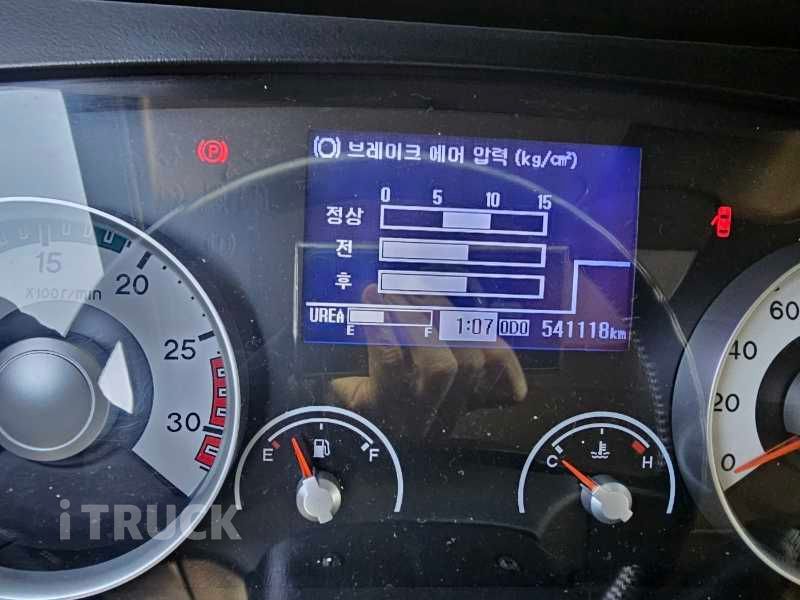 (P)
(O) 브레이크 에어 압력 (kg/cm²)
0 5 10 15
정상
전
후
UREA E F 1:07 ODO 541118km
15
X100r/min
20
25
30
E F
C H
60
40
20
0
iTRUCK